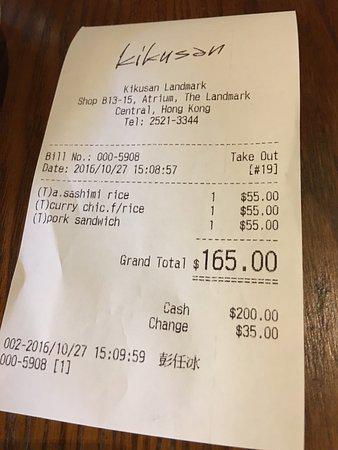 kikusan
Kikusan Landmark
Shop B13-15, Atrium, The Landmark
Central, Hong Kong
Tel: 2521-3344
Bill No.: 000-5908 Take Out
Date: 2016/10/27 15:08:57 [#19]
(T)a.sashimi rice 1 $55.00
(T)curry chic.f/rice 1 $55.00
(T)pork sandwich 1 $55.00
Grand Total $165.00
Cash $200.00
Change $35.00
002-2016/10/27 15:09:59 彭任冰
000-5908 [1]